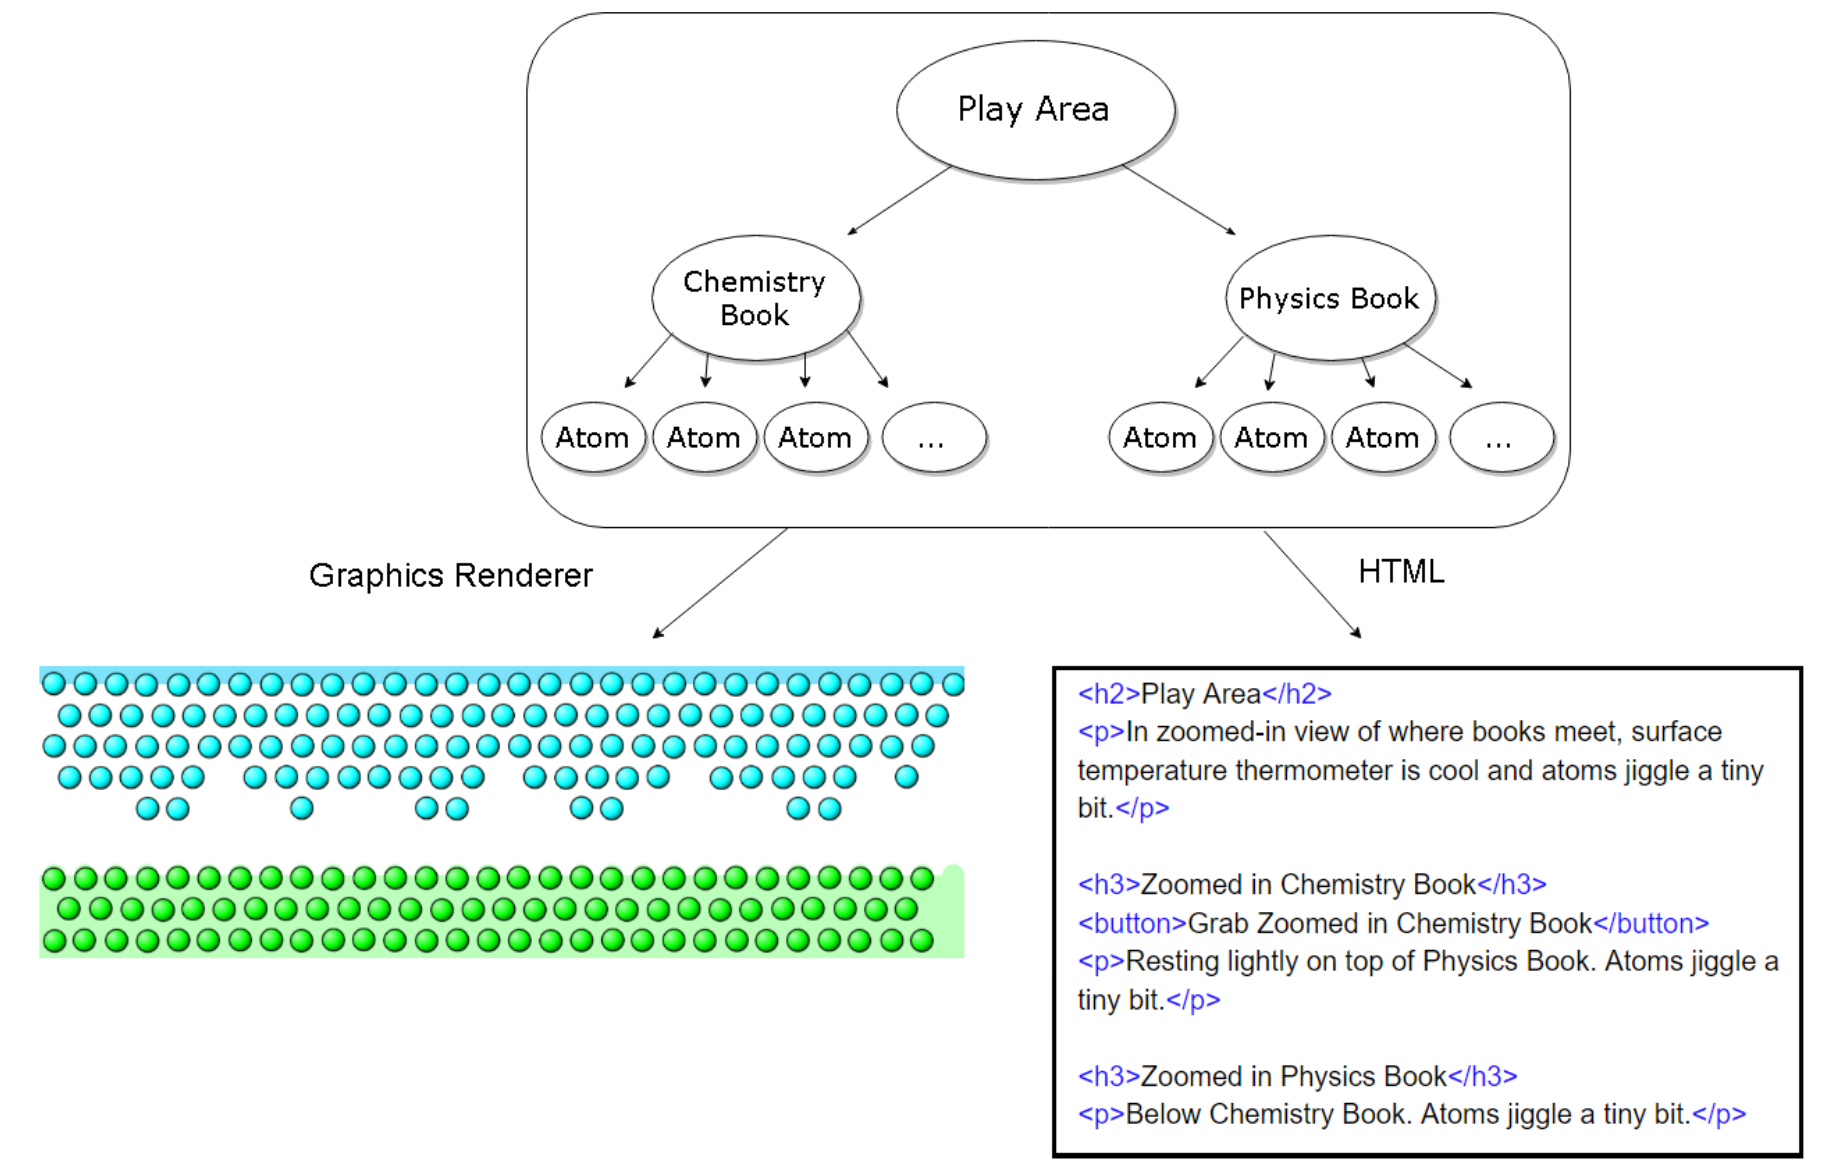 Play Area
Chemistry
Book
Physics Book
Atom Atom Atom ...
Atom Atom Atom ...
Graphics Renderer
HTML
<h2>Play Area</h2>
<p>In zoomed-in view of where books meet, surface
temperature thermometer is cool and atoms jiggle a tiny
bit.</p>
<h3>Zoomed in Chemistry Book</h3>
<button>Grab Zoomed in Chemistry Book</button>
<p>Resting lightly on top of Physics Book. Atoms jiggle a
tiny bit.</p>
<h3>Zoomed in Physics Book</h3>
<p>Below Chemistry Book. Atoms jiggle a tiny bit.</p>